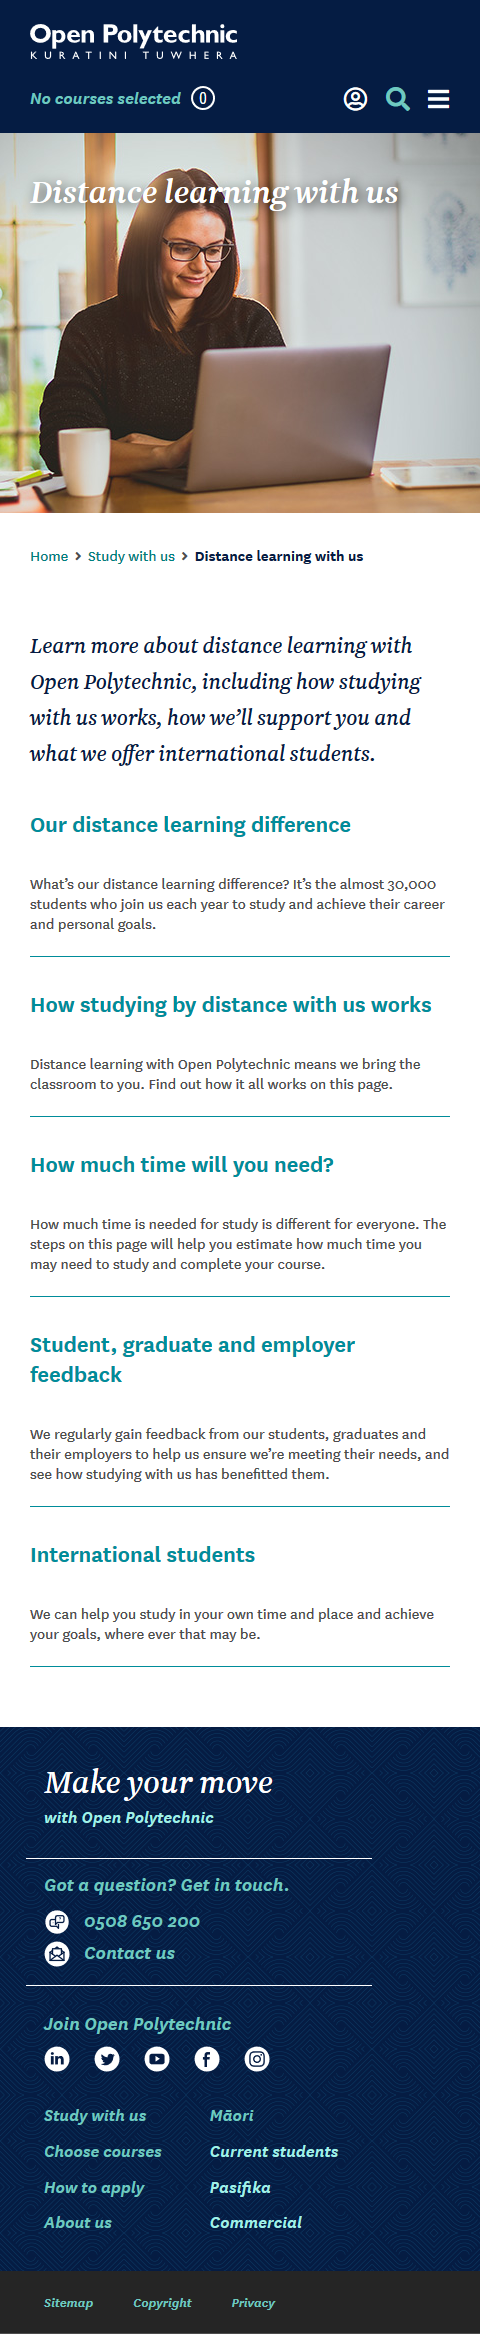 Open Polytechnic
KURATINI TUWHERA
No courses selected 0
Distance learning with us
Home > Study with us > Distance learning with us
Learn more about distance learning with
Open Polytechnic, including how studying
with us works, how we’ll support you and
what we offer international students.
Our distance learning difference
What’s our distance learning difference? It’s the almost 30,000
students who join us each year to study and achieve their career
and personal goals.
How studying by distance with us works
Distance learning with Open Polytechnic means we bring the
classroom to you. Find out how it all works on this page.
How much time will you need?
How much time is needed for study is different for everyone. The
steps on this page will help you estimate how much time you
may need to study and complete your course.
Student, graduate and employer
feedback
We regularly gain feedback from our students, graduates and
their employers to help us ensure we’re meeting their needs, and
see how studying with us has benefitted them.
International students
We can help you study in your own time and place and achieve
your goals, where ever that may be.
Make your move
with Open Polytechnic
Got a question? Get in touch.
0508 650 200
Contact us
Join Open Polytechnic
Study with us Māori
Choose courses Current students
How to apply Pasifika
About us Commercial
Sitemap Copyright Privacy